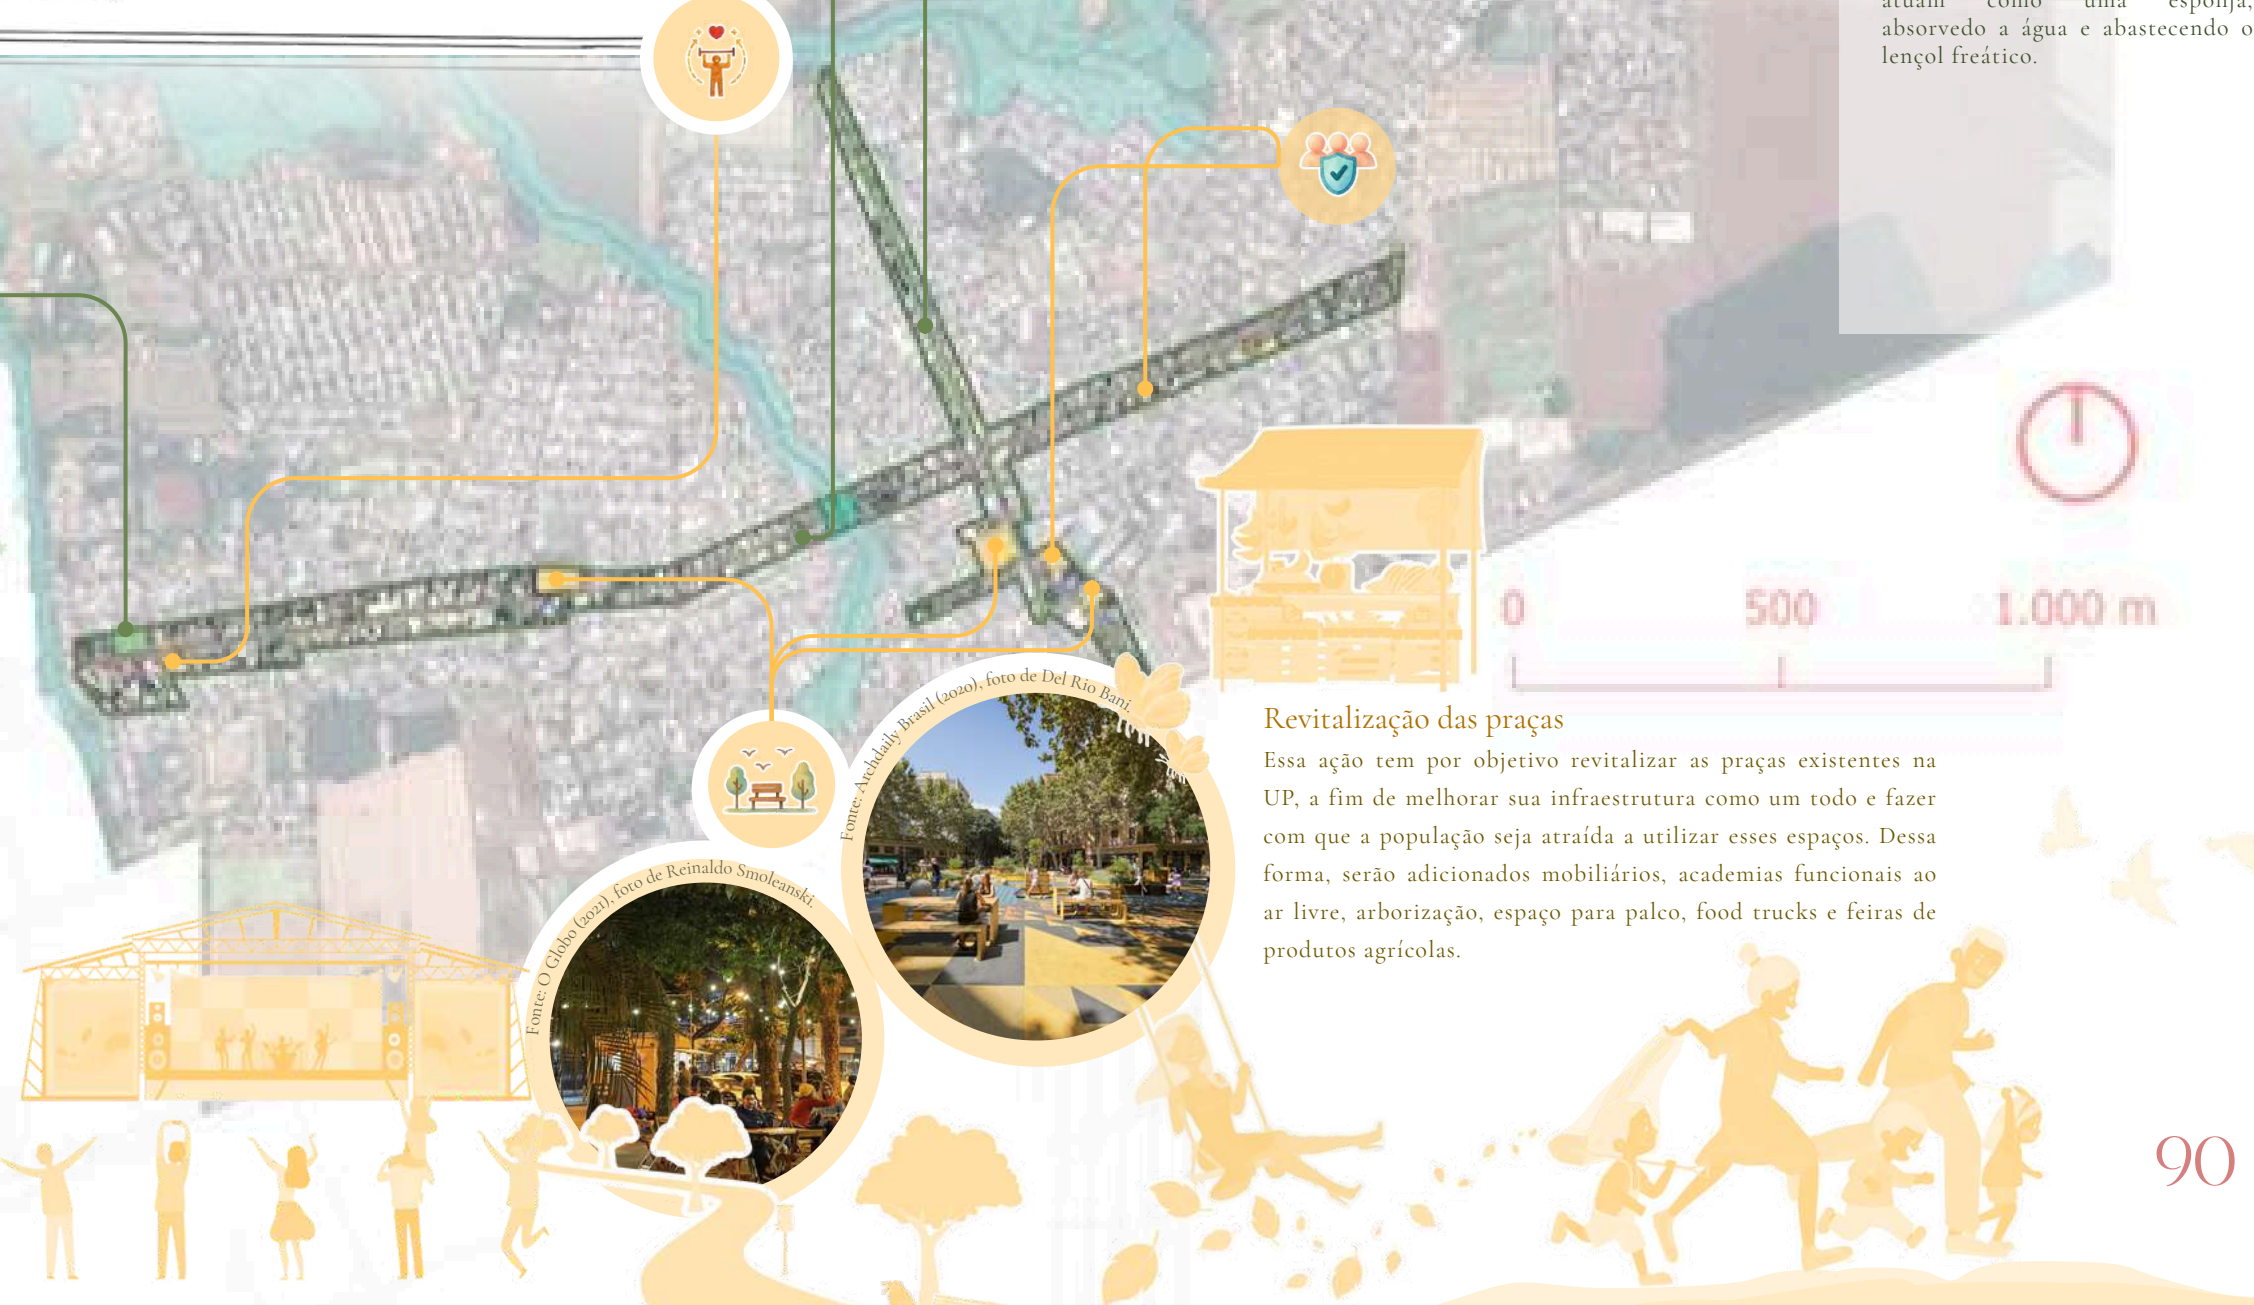 atuam como uma esponja,
absorvedo a água e abastecendo o
lençol freático.
0 500 1.000 m
Fonte: Archdaily Brasil (2020), foto de Del Rio Bani.
Revitalização das praças
Essa ação tem por objetivo revitalizar as praças existentes na
UP, a fim de melhorar sua infraestrutura como um todo e fazer
com que a população seja atraída a utilizar esses espaços. Dessa
forma, serão adicionados mobiliários, academias funcionais ao
ar livre, arborização, espaço para palco, food trucks e feiras de
produtos agrícolas.
Fonte: O Globo (2021), foto de Reinaldo Smoleanski.
90